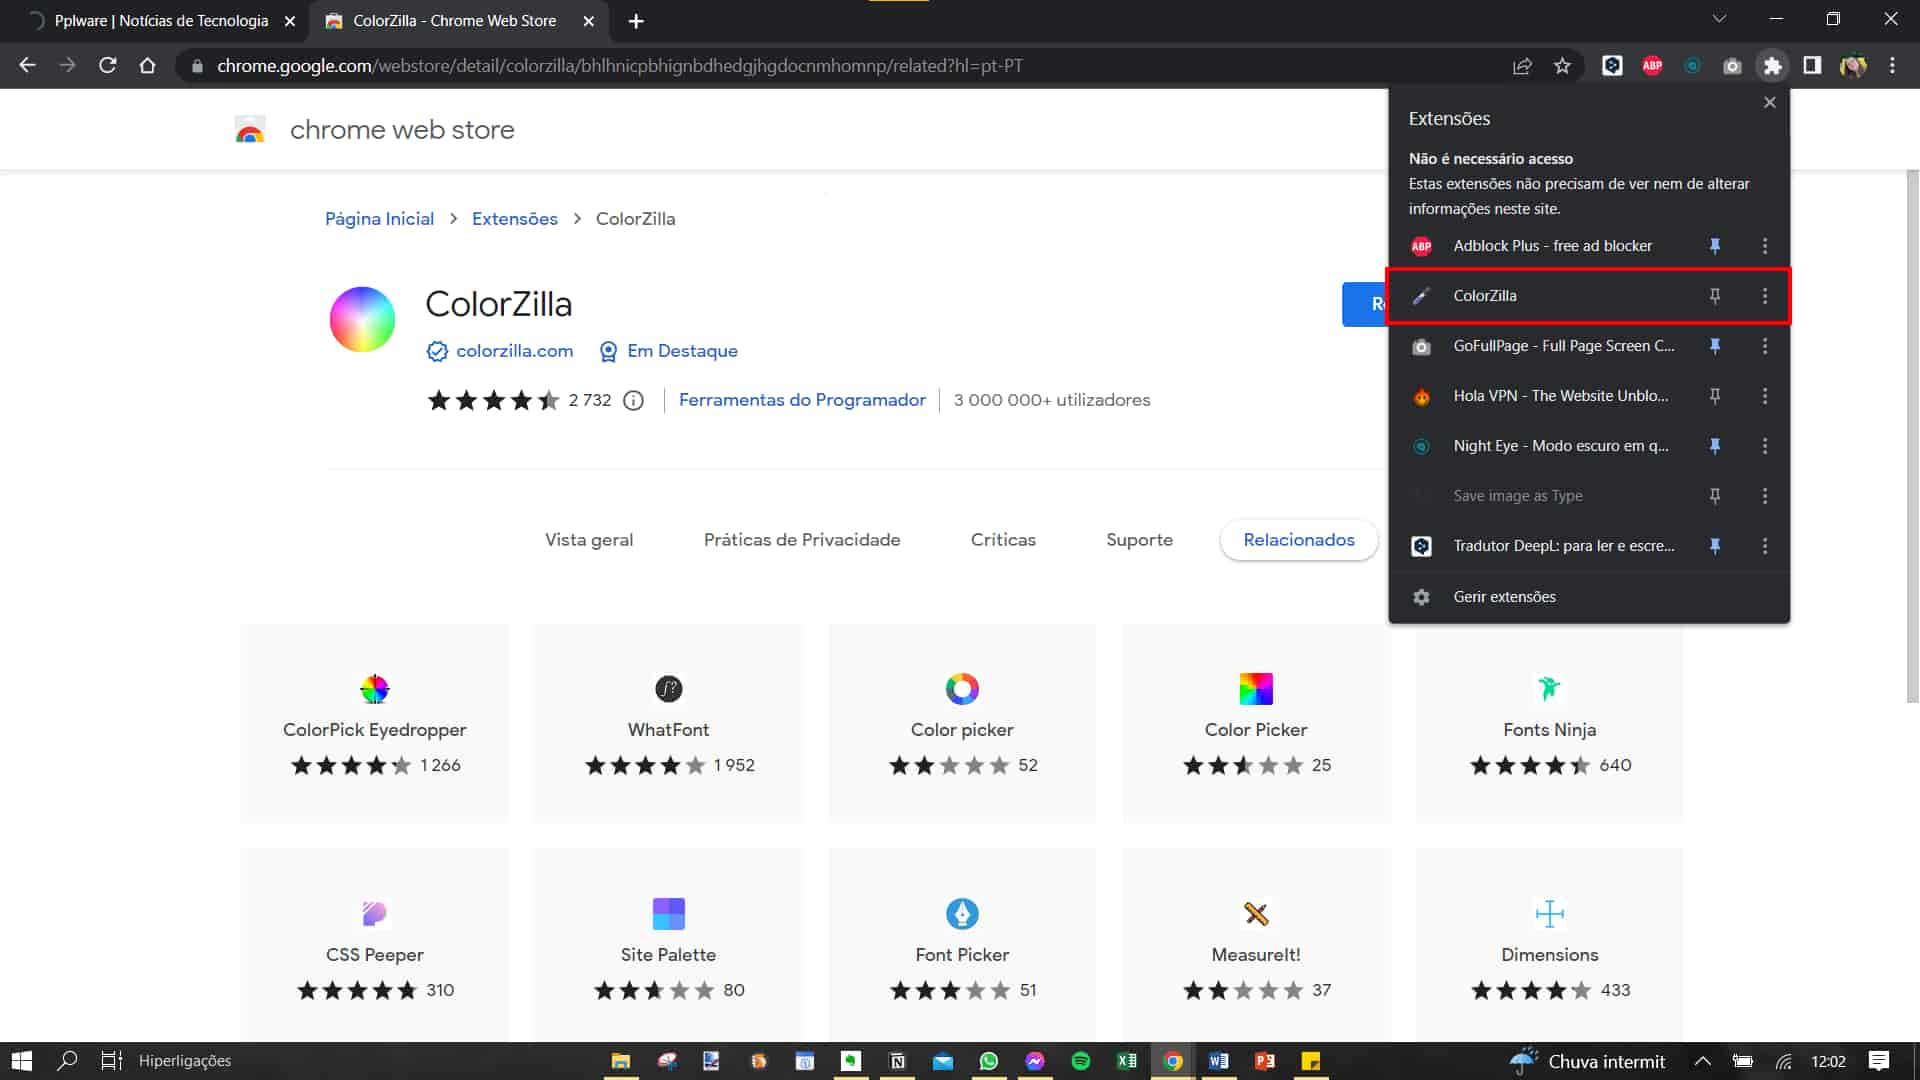 Pplware | Notícias de Tecnologia
ColorZilla - Chrome Web Store
chrome.google.com/webstore/detail/colorzilla/bhlhnicpbhignbdhedgjhgdocnmhomnp/related?hl=pt-PT
ABP
chrome web store
Página Inicial > Extensões > ColorZilla
ColorZilla
colorzilla.com
Em Destaque
2 732
Ferramentas do Programador
3 000 000+ utilizadores
Vista geral
Práticas de Privacidade
Críticas
Suporte
Relacionados
Extensões
Não é necessário acesso
Estas extensões não precisam de ver nem de alterar
informações neste site.
ABP
Adblock Plus - free ad blocker
ColorZilla
GoFullPage - Full Page Screen C...
Hola VPN - The Website Unblo...
Night Eye - Modo escuro em q...
Save image as Type
Tradutor DeepL: para ler e escre...
Gerir extensões
ColorPick Eyedropper
1 266
f?
WhatFont
1 952
Color picker
52
Color Picker
25
Fonts Ninja
640
CSS Peeper
310
Site Palette
80
Font Picker
51
MeasureIt!
37
Dimensions
433
Hiperligações
Chuva intermit
12:02